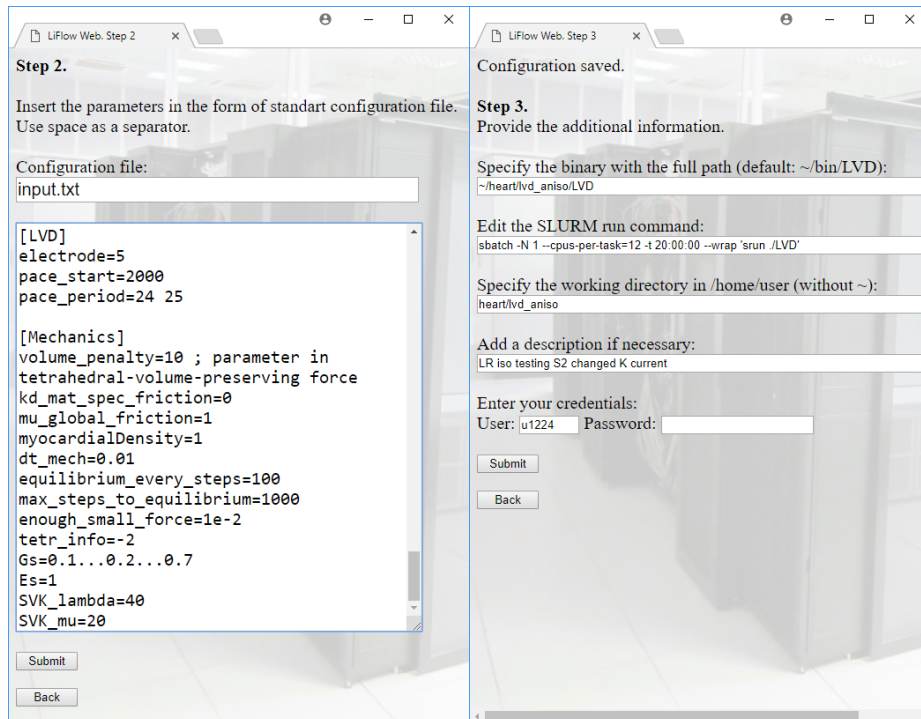 LiFlow Web. Step 2
Step 2.
Insert the parameters in the form of standart configuration file.
Use space as a separator.
Configuration file:
input.txt
[LVD]
electrode=5
pace_start=2000
pace_period=24 25
[Mechanics]
volume_penalty=10 ; parameter in
tetrahedral-volume-preserving force
kd_mat_spec_friction=0
mu_global_friction=1
myocardialDensity=1
dt_mech=0.01
equilibrium_every_steps=100
max_steps_to_equilibrium=1000
enough_small_force=1e-2
tetr_info=-2
Gs=0.1...0.2...0.7
Es=1
SVK_lambda=40
SVK_mu=20
Submit
Back
LiFlow Web. Step 3
Configuration saved.
Step 3.
Provide the additional information.
Specify the binary with the full path (default: ~/bin/LVD):
~/heart/lvd_aniso/LVD
Edit the SLURM run command:
sbatch -N 1 --cpus-per-task=12 -t 20:00:00 --wrap 'srun ./LVD'
Specify the working directory in /home/user (without ~):
heart/lvd_aniso
Add a description if necessary:
LR iso testing S2 changed K current
Enter your credentials:
User: u1224 Password:
Submit
Back